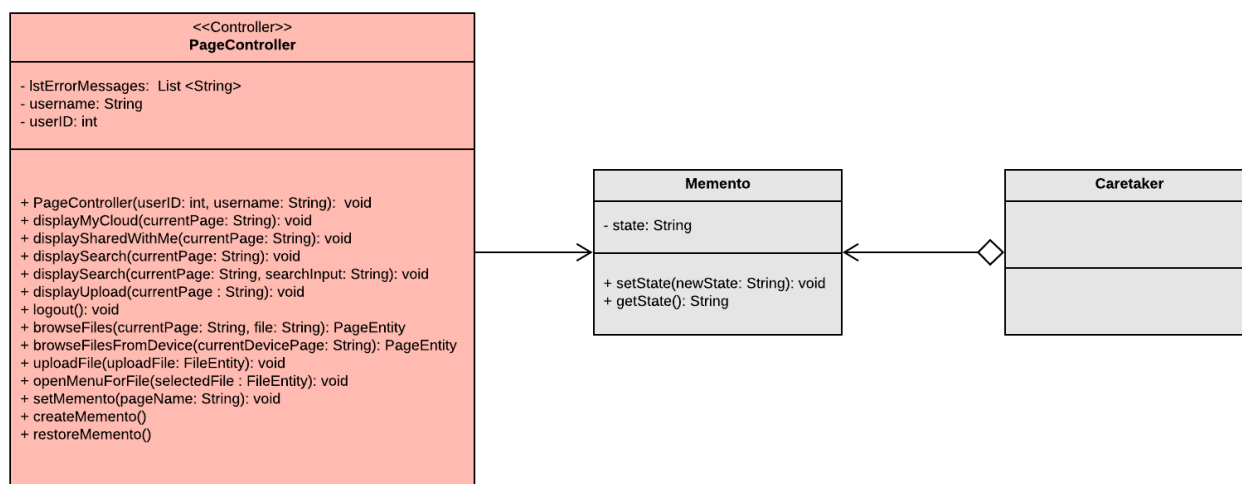 <<Controller>>
PageController
- lstErrorMessages:  List <String>
- username: String
- userID: int
+ PageController(userID: int, username: String):  void
+ displayMyCloud(currentPage: String): void
+ displaySharedWithMe(currentPage: String): void
+ displaySearch(currentPage: String): void
+ displaySearch(currentPage: String, searchInput: String): void
+ displayUpload(currentPage : String): void
+ logout(): void
+ browseFiles(currentPage: String, file: String): PageEntity
+ browseFilesFromDevice(currentDevicePage: String): PageEntity
+ uploadFile(uploadFile: FileEntity): void
+ openMenuForFile(selectedFile : FileEntity): void
+ setMemento(pageName: String): void
+ createMemento()
+ restoreMemento()
Memento
- state: String
+ setState(newState: String): void
+ getState(): String
Caretaker